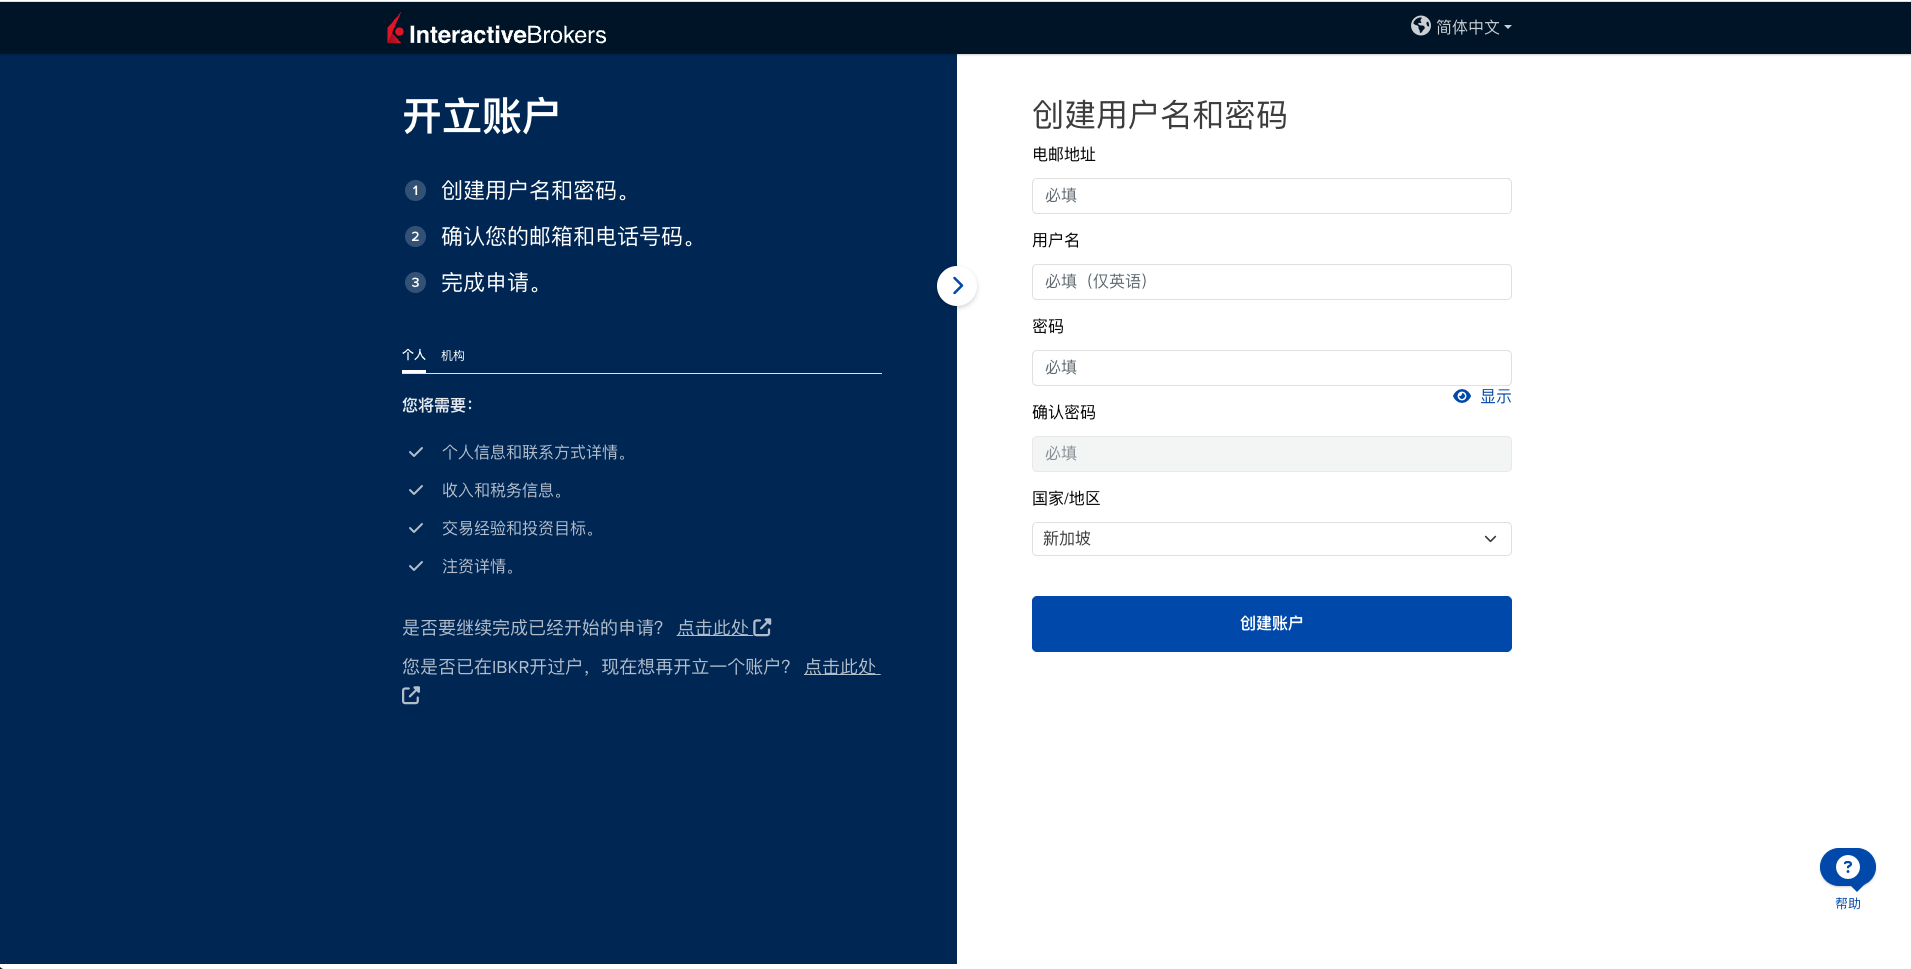 InteractiveBrokers
简体中文
开立账户
1 创建用户名和密码。
2 确认您的邮箱和电话号码。
3 完成申请。
个人 机构
您将需要：
个人信息和联系方式详情。
收入和税务信息。
交易经验和投资目标。
注资详情。
是否要继续完成已经开始的申请？ 点击此处
您是否已在IBKR开过户，现在想再开立一个账户？ 点击此处
创建用户名和密码
电邮地址
必填
用户名
必填（仅英语）
密码
必填
显示
确认密码
必填
国家/地区
新加坡
创建账户
?
帮助